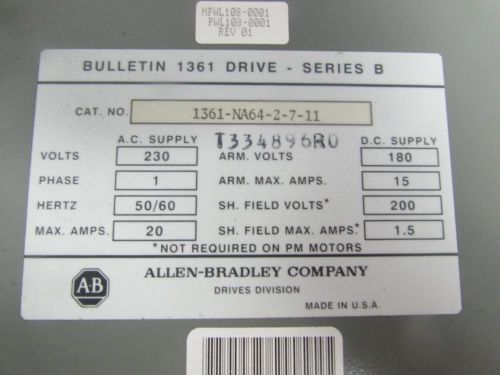 MPWL108-0001
PWL108-0001
REV 01
BULLETIN 1361 DRIVE - SERIES B
CAT. NO. 1361-NA64-2-7-11
A.C. SUPPLY T334896R0 D.C. SUPPLY
VOLTS 230 ARM. VOLTS 180
PHASE 1 ARM. MAX. AMPS. 15
HERTZ 50/60 SH. FIELD VOLTS* 200
MAX. AMPS. 20 SH. FIELD MAX. AMPS.* 1.5
*NOT REQUIRED ON PM MOTORS
A-B ALLEN-BRADLEY COMPANY
DRIVES DIVISION
MADE IN U.S.A.